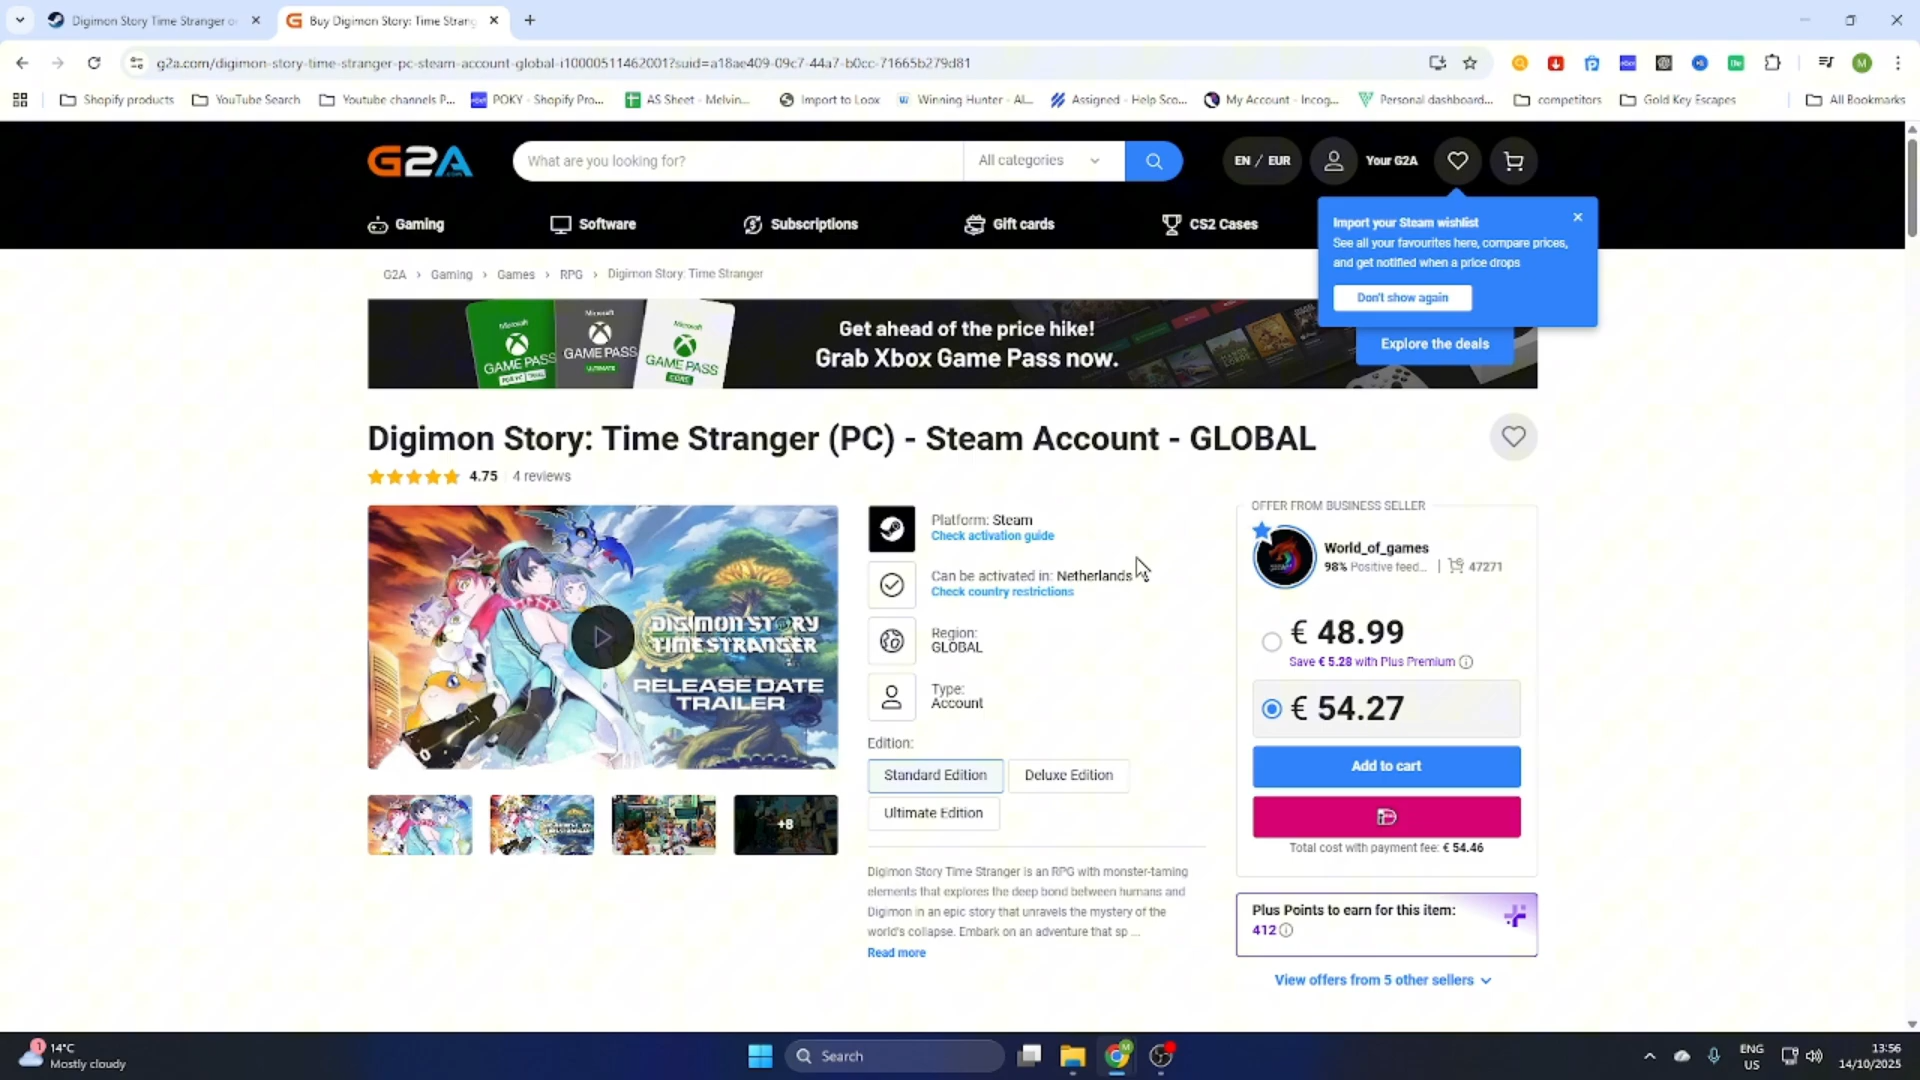 Digimon Story Time Stranger o
Buy Digimon Story: Time Strang
g2a.com/digimon-story-time-stranger-pc-steam-account-global-i10000511462001?suid=a18ae409-09c7-44a7-b0cc-71665b279d81
M
Shopify products
YouTube Search
Youtube channels P...
POKY - Shopify Pro...
AS Sheet - Melvin...
Import to Loox
Winning Hunter - AI...
Assigned - Help Sco...
My Account - Incog...
Personal dashboard...
competitors
Gold Key Escapes
All Bookmarks
G2A.COM
What are you looking for?
All categories
EN / EUR
Your G2A
Gaming
Software
Subscriptions
Gift cards
CS2 Cases
Import your Steam wishlist
See all your favourites here, compare prices,
and get notified when a price drops
Don't show again
G2A › Gaming › Games › RPG › Digimon Story: Time Stranger
Microsoft
GAME PASS
Microsoft
GAME PASS
ULTIMATE
Microsoft
GAME PASS
CORE
Get ahead of the price hike!
Grab Xbox Game Pass now.
Explore the deals
Digimon Story: Time Stranger (PC) - Steam Account - GLOBAL
4.75
4 reviews
DIGIMON STORY
TIME STRANGER
RELEASE DATE
TRAILER
+8
Platform: Steam
Check activation guide
Can be activated in: Netherlands
Check country restrictions
Region:
GLOBAL
Type:
Account
Edition:
Standard Edition
Deluxe Edition
Ultimate Edition
Digimon Story Time Stranger is an RPG with monster-taming
elements that explores the deep bond between humans and
Digimon in an epic story that unravels the mystery of the
world's collapse. Embark on an adventure that sp ...
Read more
OFFER FROM BUSINESS SELLER
World_of_games
98% Positive feed... | 47271
€ 48.99
Save € 5.28 with Plus Premium
€ 54.27
Add to cart
Total cost with payment fee: € 54.46
Plus Points to earn for this item:
412
View offers from 5 other sellers
1
14°C
Mostly cloudy
Search
M
ENG
US
13:56
14/10/2025